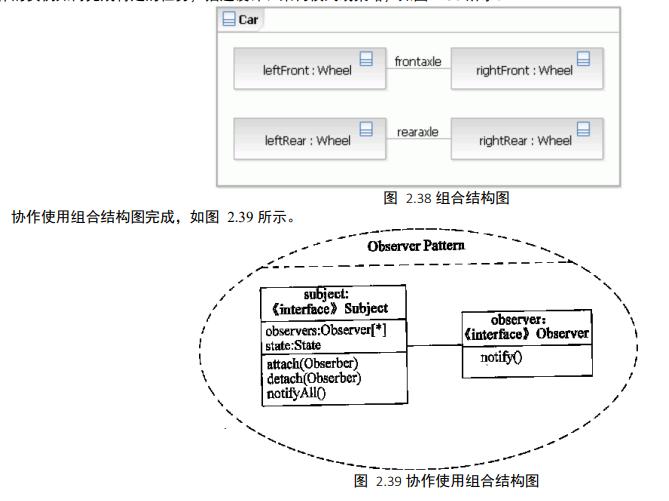 Car
leftFront : Wheel
frontaxle
rightFront : Wheel
leftRear : Wheel
rearaxle
rightRear : Wheel
图 2.38 组合结构图
协作使用组合结构图完成，如图 2.39 所示。
Observer Pattern
subject:
《interface》 Subject
observers:Observer[*]
state:State
attach(Obserber)
detach(Obserber)
notifyAll()
observer:
《interface》 Observer
notify()
图 2.39 协作使用组合结构图